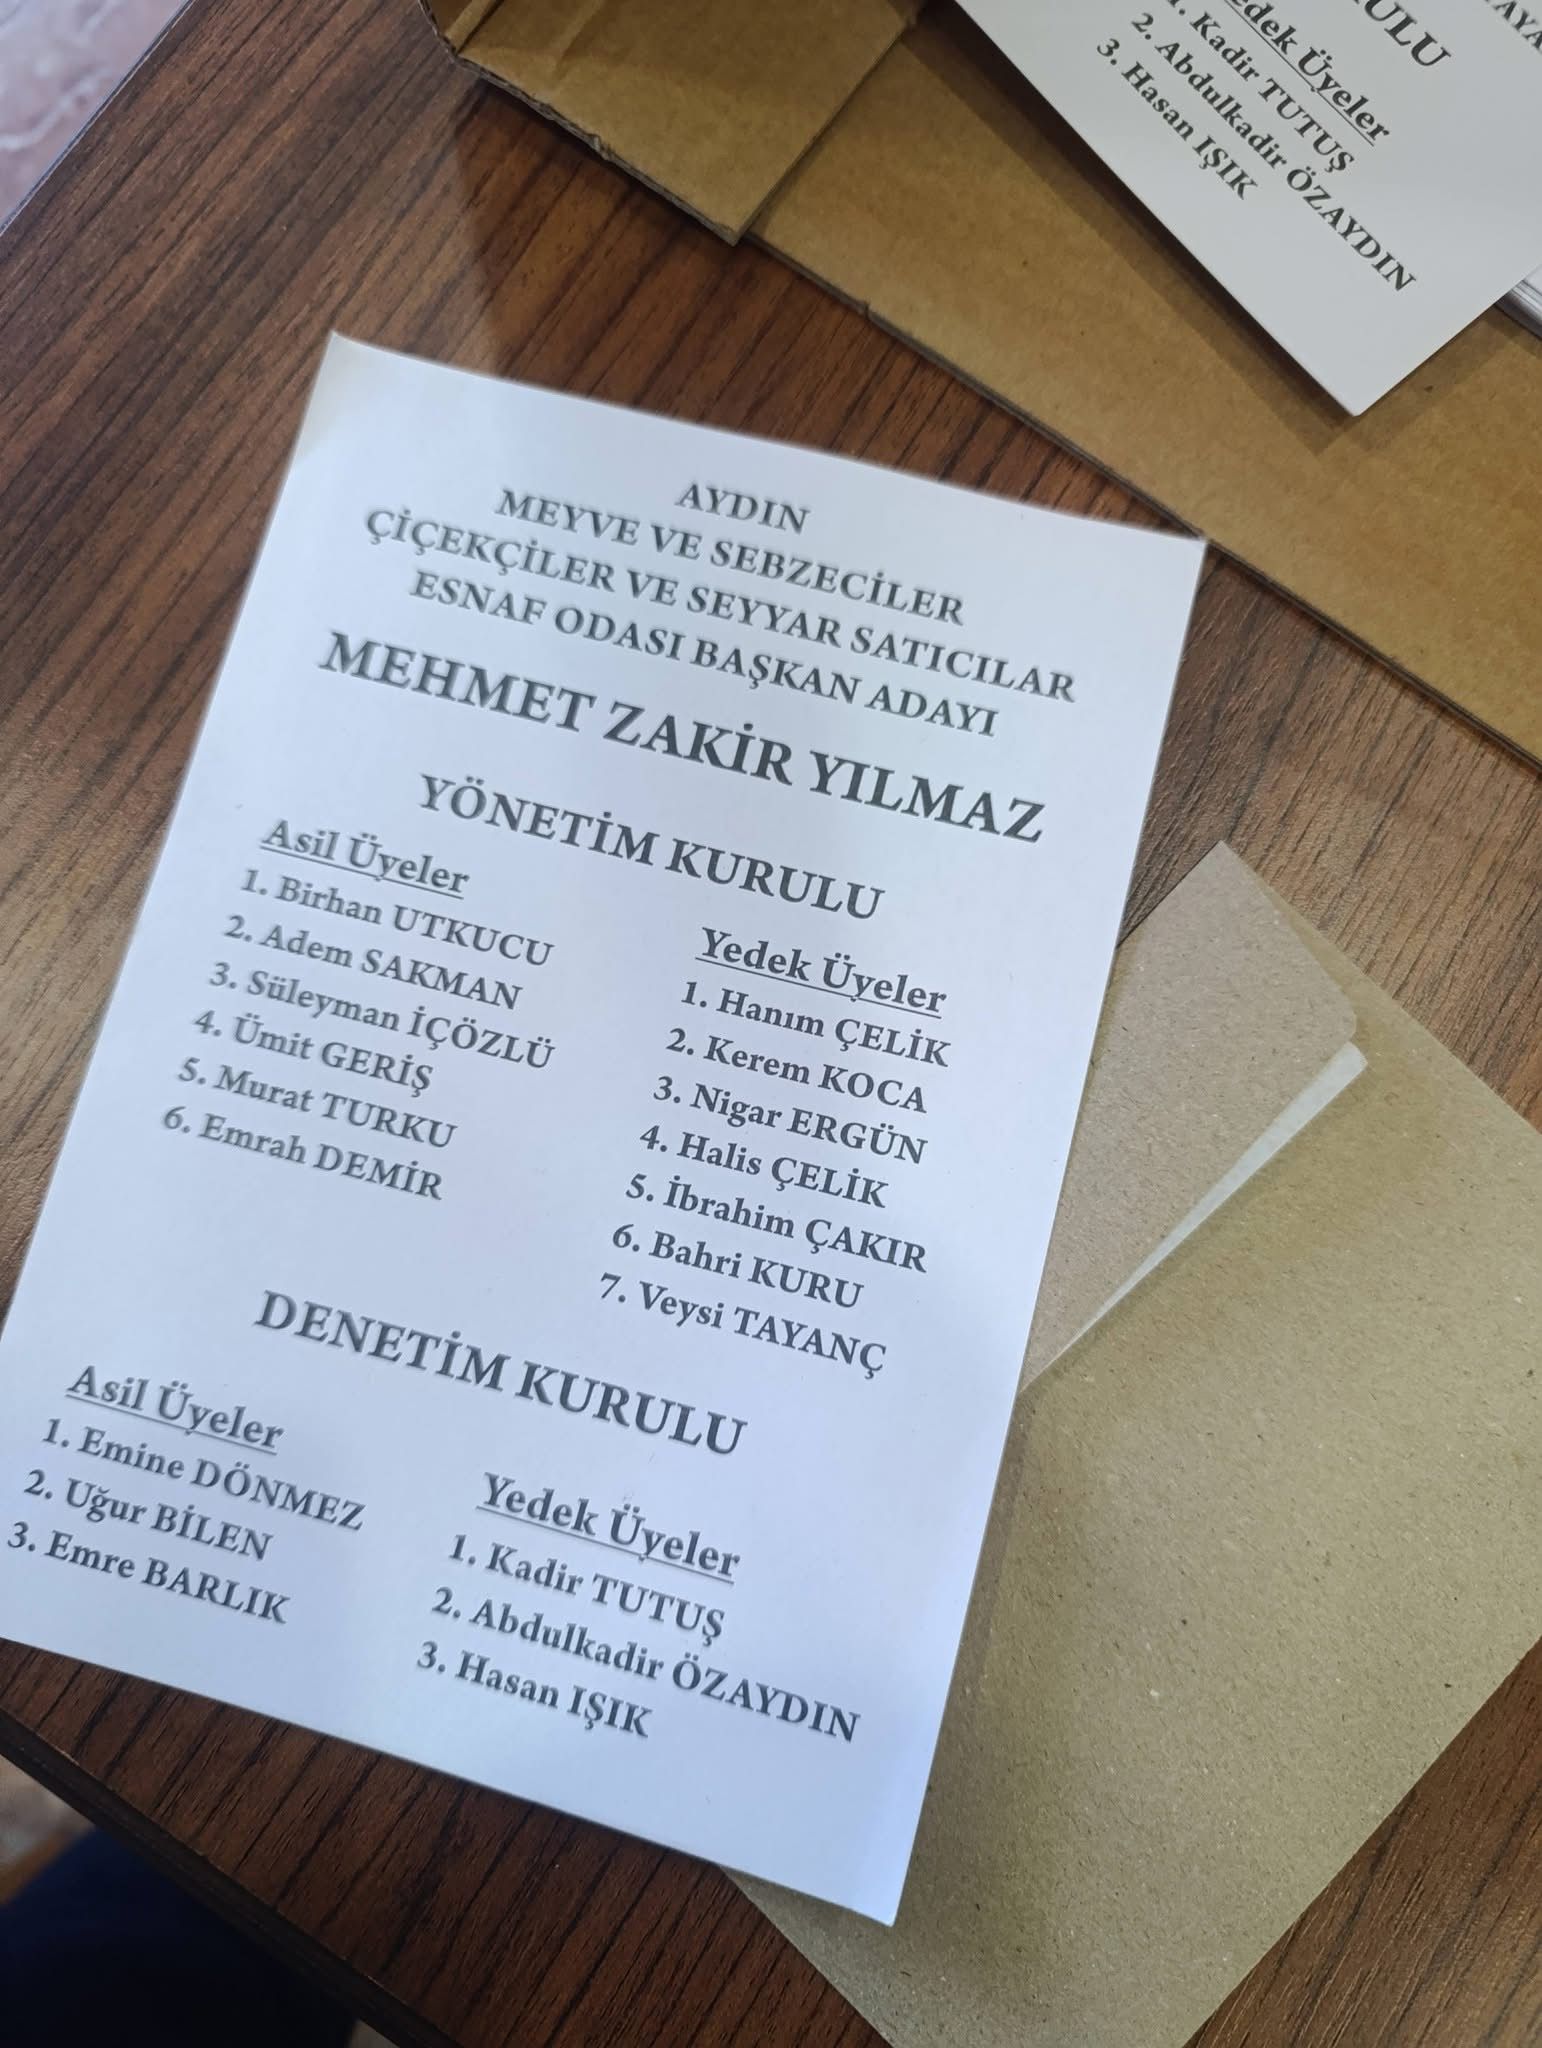 AYDIN
MEYVE VE SEBZECİLER
ÇİÇEKÇİLER VE SEYYAR SATICILAR
ESNAF ODASI BAŞKAN ADAYI
MEHMET ZAKİR YILMAZ
YÖNETİM KURULU
Asil Üyeler
1. Birhan UTKUCU
2. Adem SAKMAN
3. Süleyman İÇÖZLÜ
4. Ümit GERİŞ
5. Murat TURKU
6. Emrah DEMİR
Yedek Üyeler
1. Hanım ÇELİK
2. Kerem KOCA
3. Nigar ERGÜN
4. Halis ÇELİK
5. İbrahim ÇAKIR
6. Bahri KURU
7. Veysi TAYANÇ
DENETİM KURULU
Asil Üyeler
1. Emine DÖNMEZ
2. Uğur BİLEN
3. Emre BARLIK
Yedek Üyeler
1. Kadir TUTUŞ
2. Abdulkadir ÖZAYDIN
3. Hasan IŞIK
Üyeler
1. Kadir TUTUŞ
2. Abdulkadir ÖZAYDIN
3. Hasan IŞIK